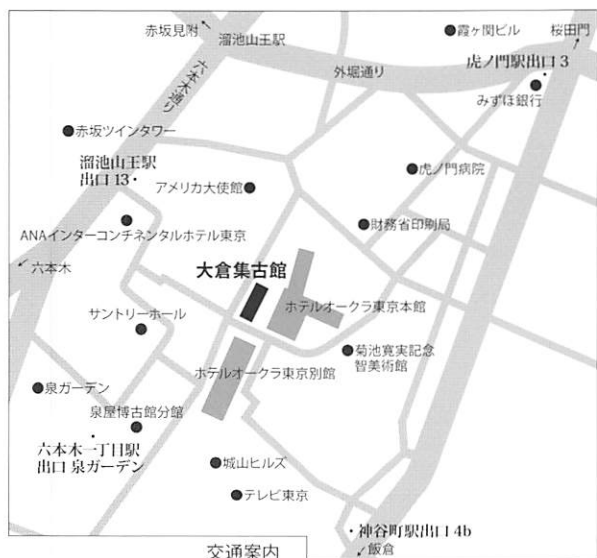 赤坂見附
溜池山王駅
霞ヶ関ビル
桜田門
虎ノ門駅出口3
外堀通り
みずほ銀行
六本木通り
赤坂ツインタワー
溜池山王駅
出口13
虎ノ門病院
アメリカ大使館
財務省印刷局
ANAインターコンチネンタルホテル東京
六本木
大倉集古館
ホテルオークラ東京本館
サントリーホール
菊池寛実記念
智美術館
ホテルオークラ東京別館
泉ガーデン
泉屋博古館分館
六本木一丁目駅
出口 泉ガーデン
城山ヒルズ
テレビ東京
神谷町駅出口4b
飯倉
交通案内